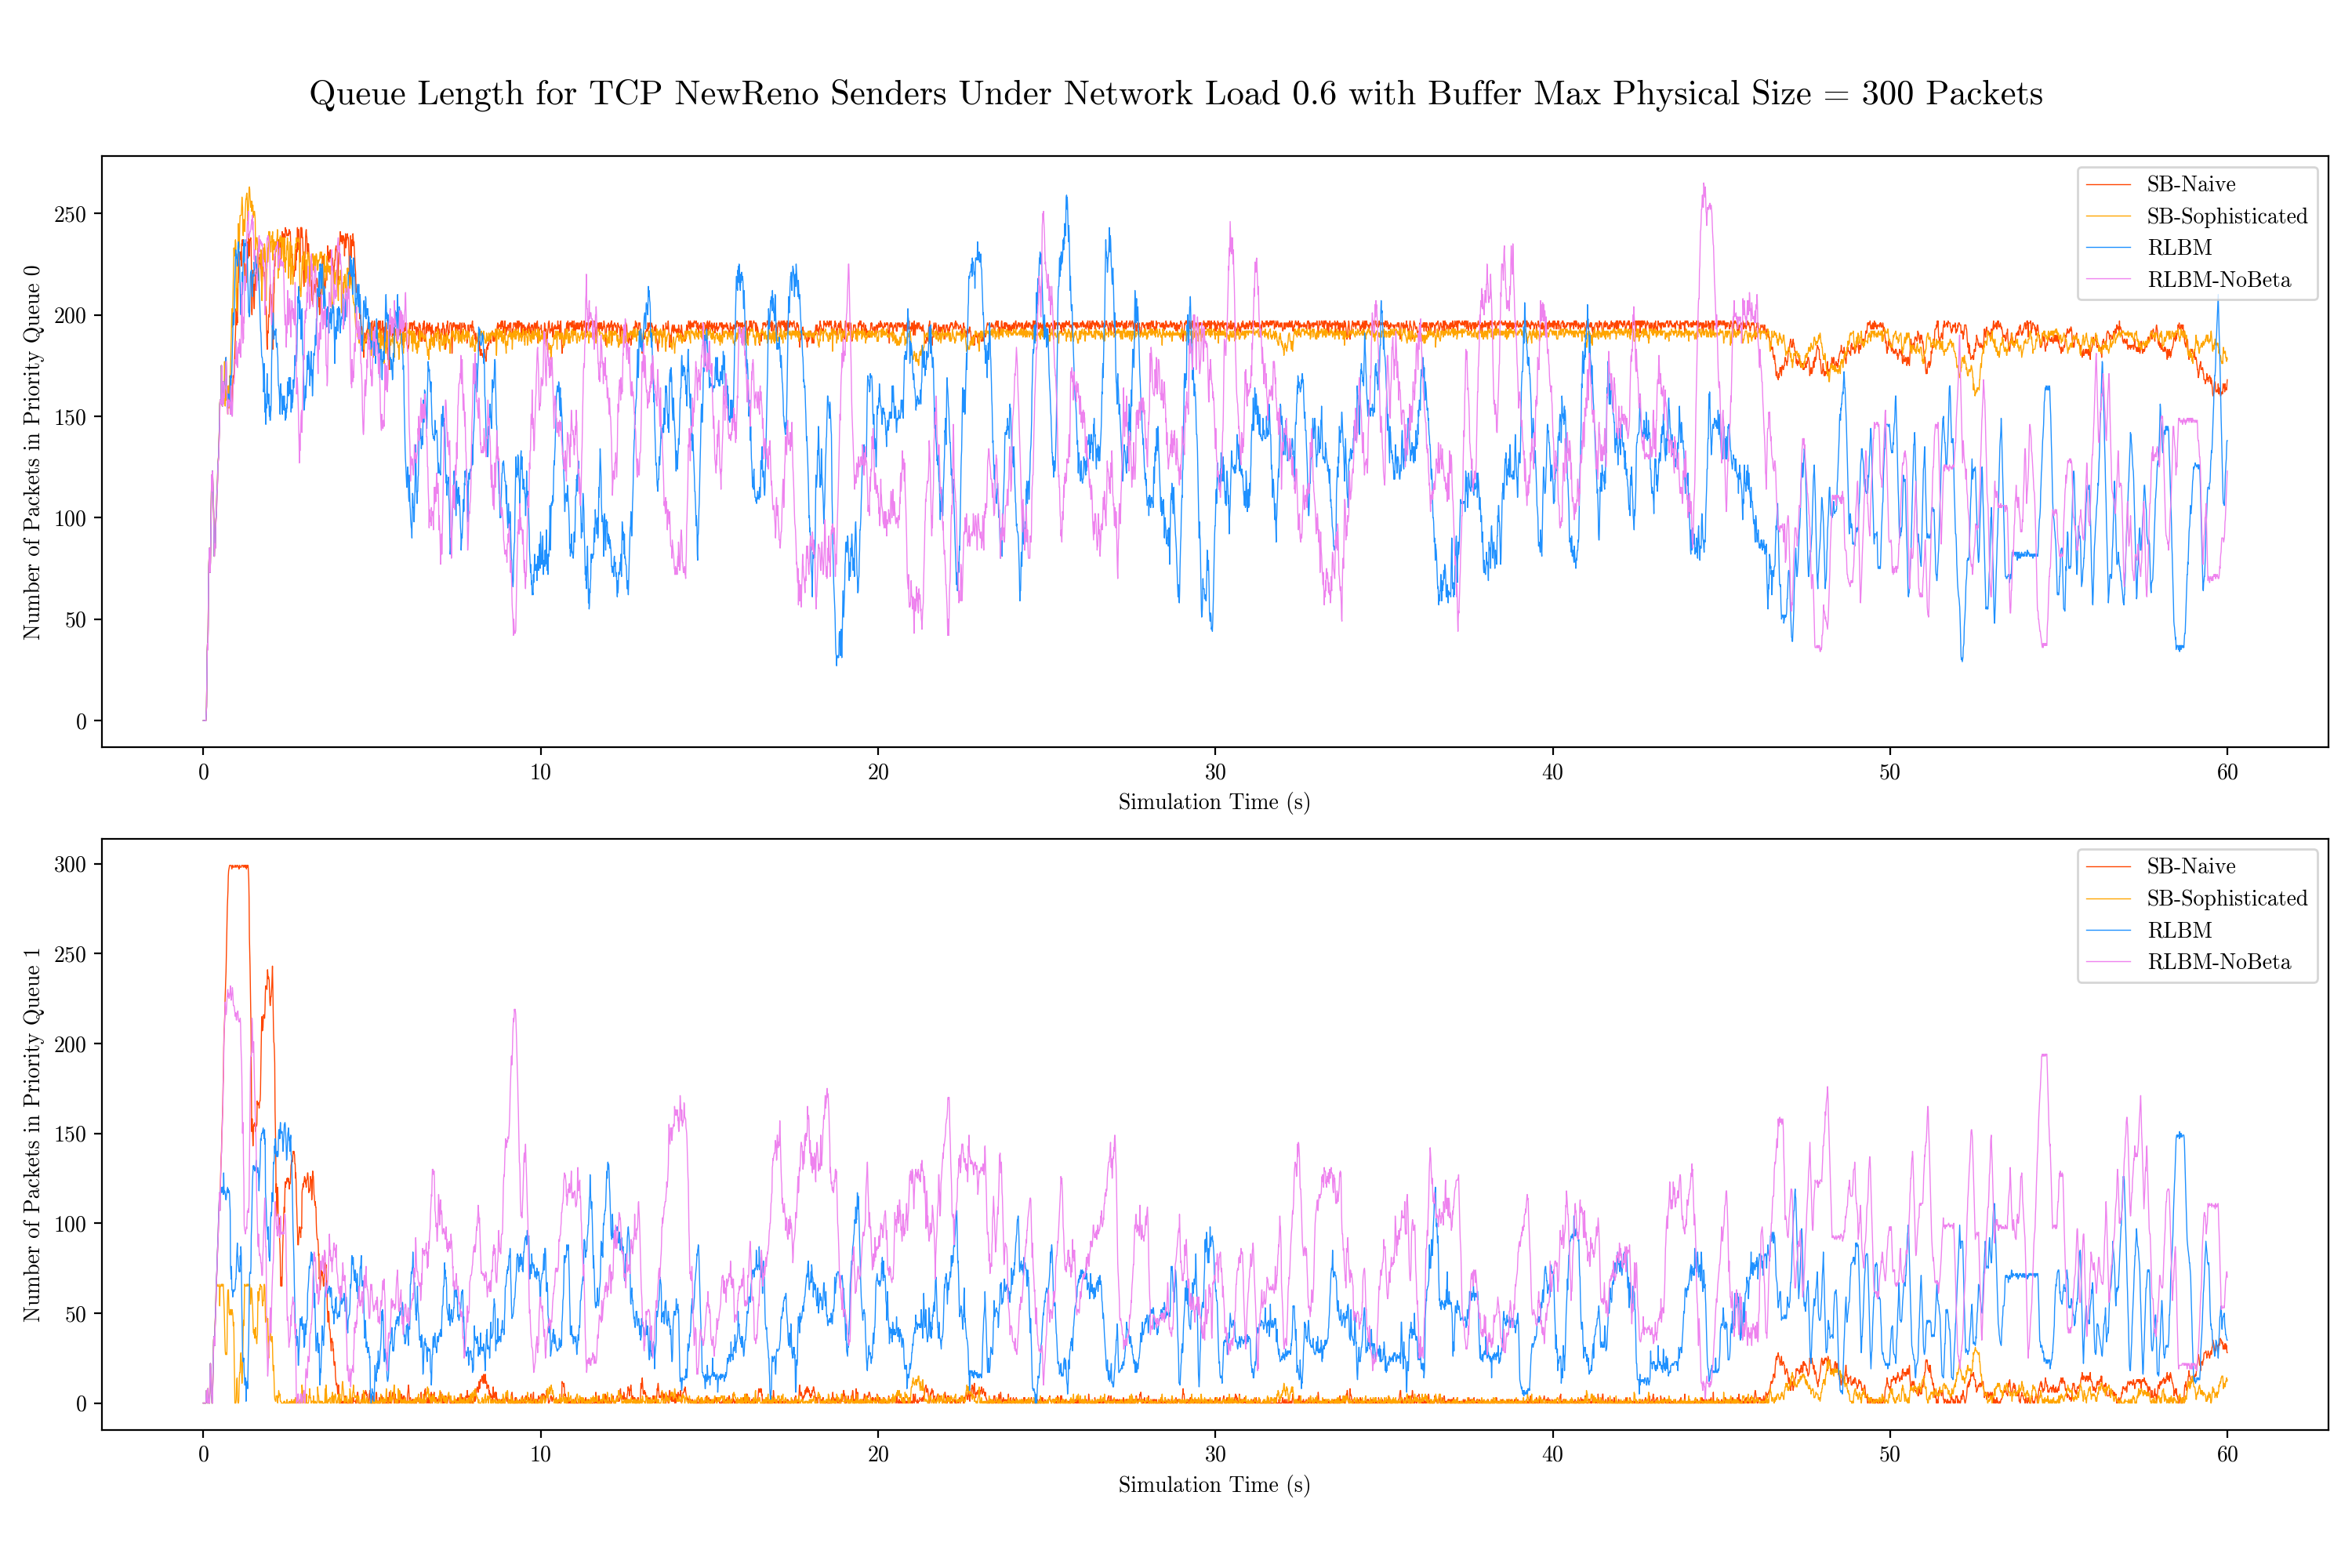 Queue Length for TCP NewReno Senders Under Network Load 0.6 with Buffer Max Physical Size = 300 Packets
Number of Packets in Priority Queue 0
250
200
150
100
50
0
SB-Naive
SB-Sophisticated
RLBM
RLBM-NoBeta
0 10 20 30 40 50 60
Simulation Time (s)
Number of Packets in Priority Queue 1
300
250
200
150
100
50
0
SB-Naive
SB-Sophisticated
RLBM
RLBM-NoBeta
0 10 20 30 40 50 60
Simulation Time (s)